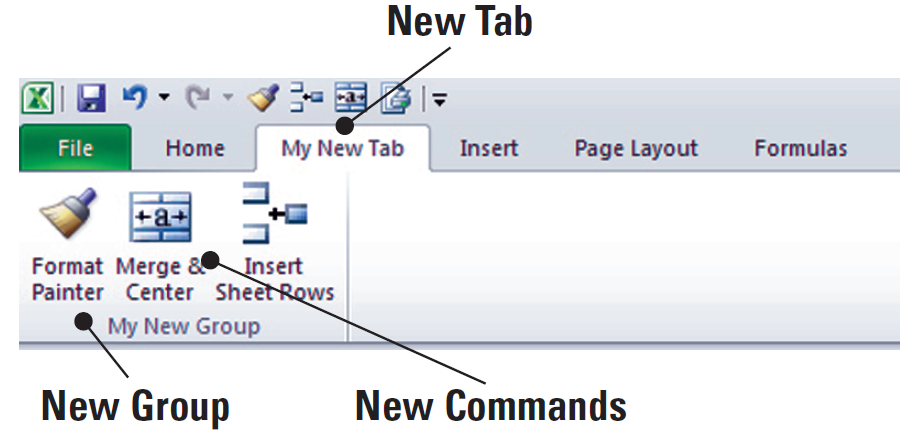 New Tab
File Home My New Tab Insert Page Layout Formulas
Format Merge & Insert
Painter Center Sheet Rows
My New Group
New Group New Commands